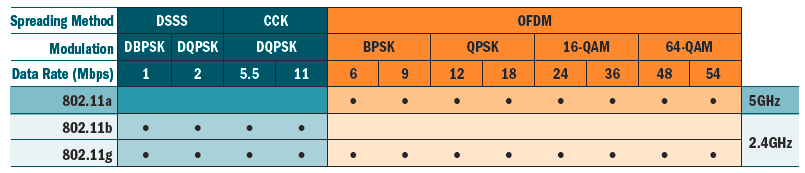 Spreading Method DSSS CCK OFDM
Modulation DBPSK DQPSK DQPSK BPSK QPSK 16-QAM 64-QAM
Data Rate (Mbps) 1 2 5.5 11 6 9 12 18 24 36 48 54
802.11a • • • • • • • • 5GHz
802.11b • • • •
2.4GHz
802.11g • • • • • • • • • • • •